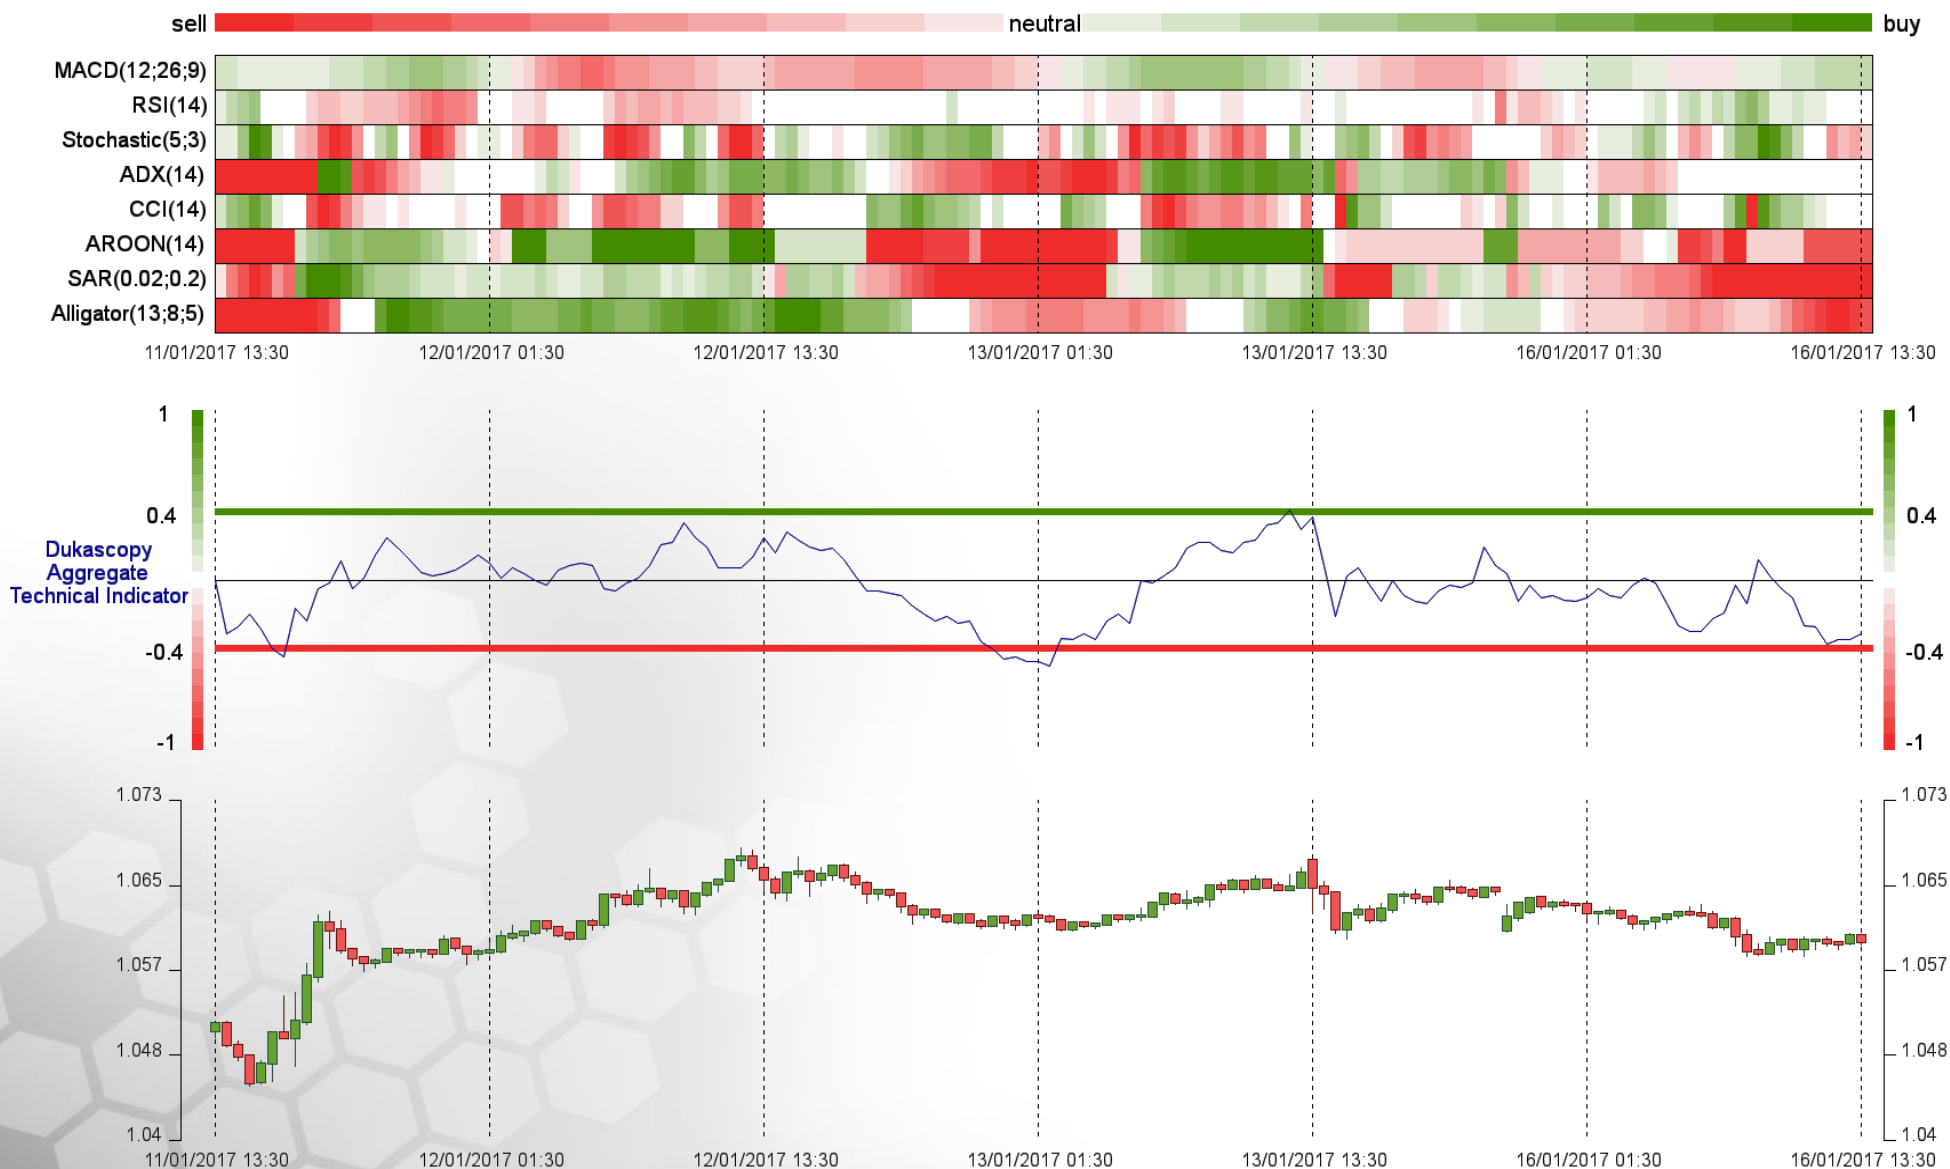 sell neutral buy
MACD(12;26;9)
RSI(14)
Stochastic(5;3)
ADX(14)
CCI(14)
AROON(14)
SAR(0.02;0.2)
Alligator(13;8;5)
11/01/2017 13:30 12/01/2017 01:30 12/01/2017 13:30 13/01/2017 01:30 13/01/2017 13:30 16/01/2017 01:30 16/01/2017 13:30
1 1
0.4 0.4
Dukascopy
Aggregate
Technical Indicator
-0.4 -0.4
-1 -1
1.073 1.073
1.065 1.065
1.057 1.057
1.048 1.048
1.04 1.04
11/01/2017 13:30 12/01/2017 01:30 12/01/2017 13:30 13/01/2017 01:30 13/01/2017 13:30 16/01/2017 01:30 16/01/2017 13:30